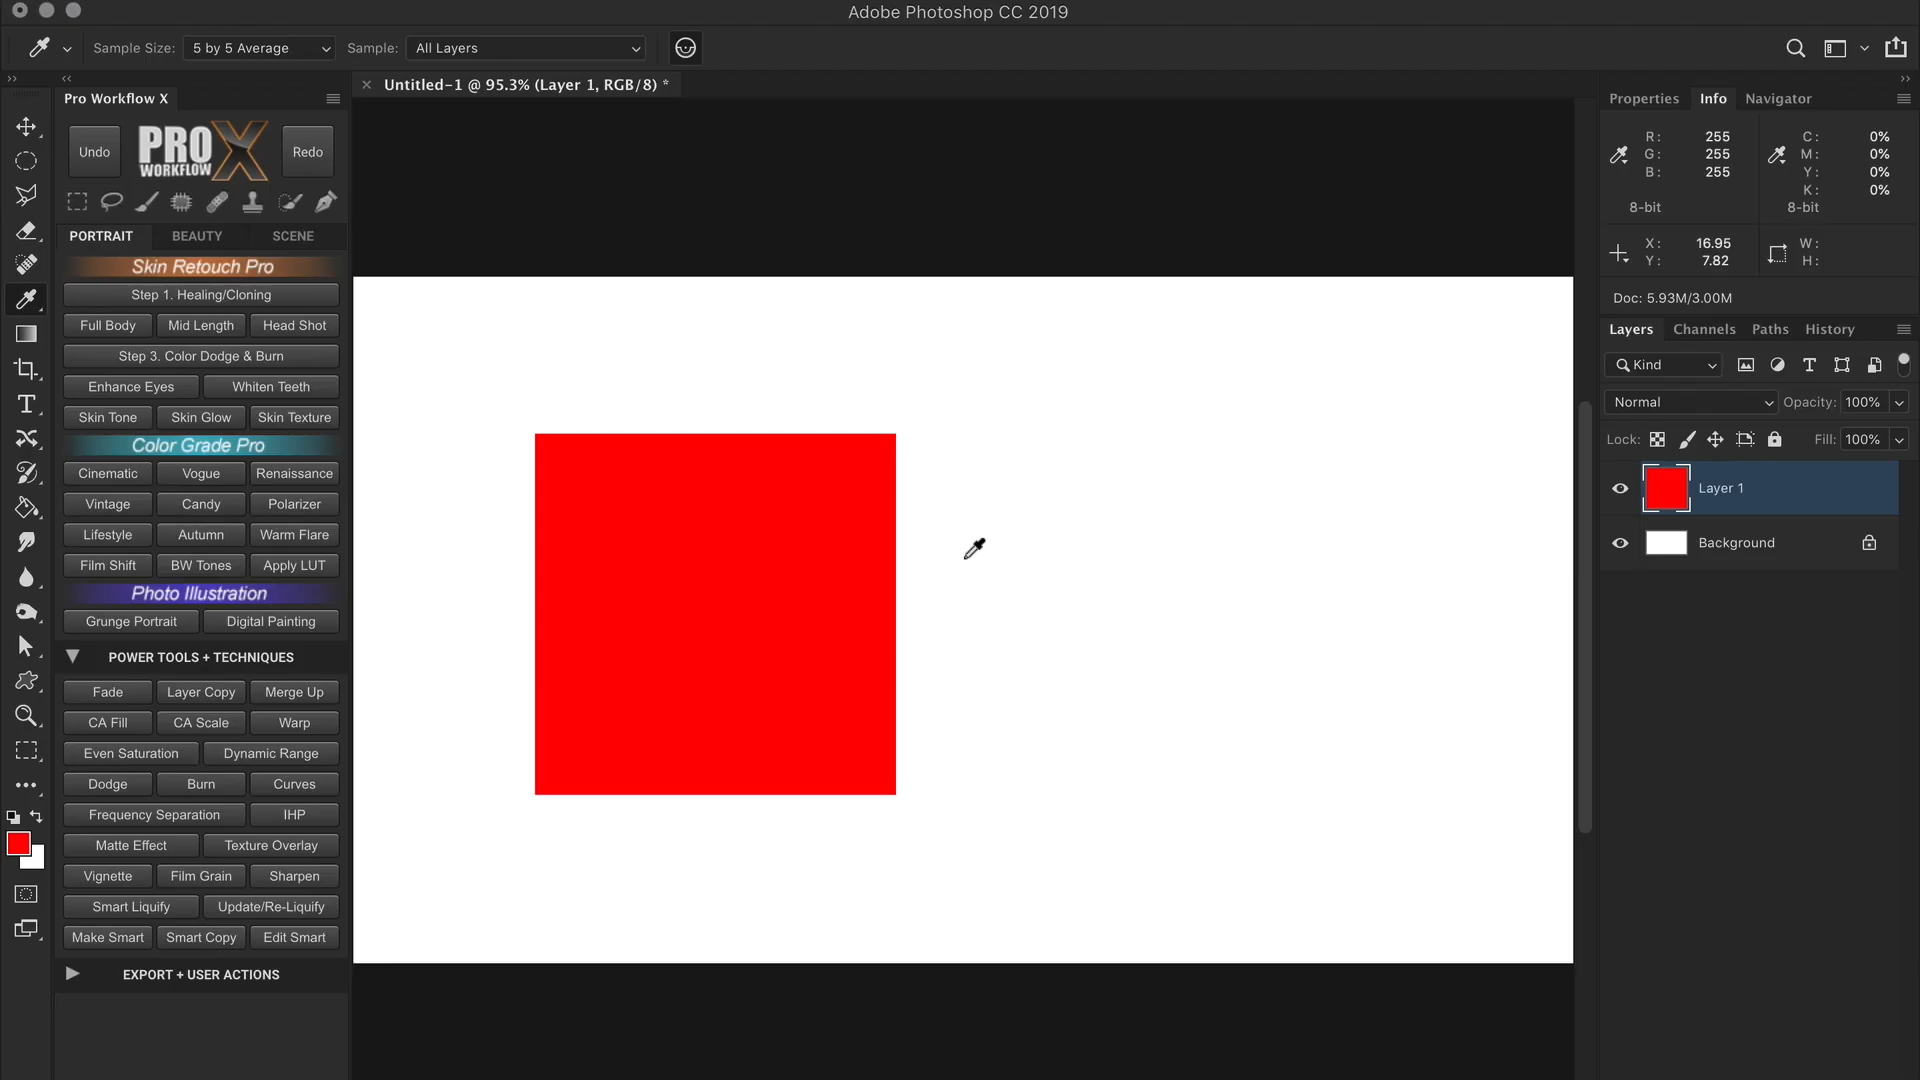 Adobe Photoshop CC 2019
Sample Size: 5 by 5 Average Sample: All Layers
Untitled-1 @ 95.3% (Layer 1, RGB/8) *
Pro Workflow X
Undo
PRO X
WORKFLOW
Redo
PORTRAIT BEAUTY SCENE
Skin Retouch Pro
Step 1. Healing/Cloning
Full Body Mid Length Head Shot
Step 3. Color Dodge & Burn
Enhance Eyes Whiten Teeth
Skin Tone Skin Glow Skin Texture
Color Grade Pro
Cinematic Vogue Renaissance
Vintage Candy Polarizer
Lifestyle Autumn Warm Flare
Film Shift BW Tones Apply LUT
Photo Illustration
Grunge Portrait Digital Painting
POWER TOOLS + TECHNIQUES
Fade Layer Copy Merge Up
CA Fill CA Scale Warp
Even Saturation Dynamic Range
Dodge Burn Curves
Frequency Separation IHP
Matte Effect Texture Overlay
Vignette Film Grain Sharpen
Smart Liquify Update/Re-Liquify
Make Smart Smart Copy Edit Smart
EXPORT + USER ACTIONS
Properties Info Navigator
R: 255 C: 0%
G: 255 M: 0%
B: 255 Y: 0%
K: 0%
8-bit 8-bit
X: 16.95 W:
Y: 7.82 H:
Doc: 5.93M/3.00M
Layers Channels Paths History
Kind
Normal Opacity: 100%
Lock: Fill: 100%
Layer 1
Background